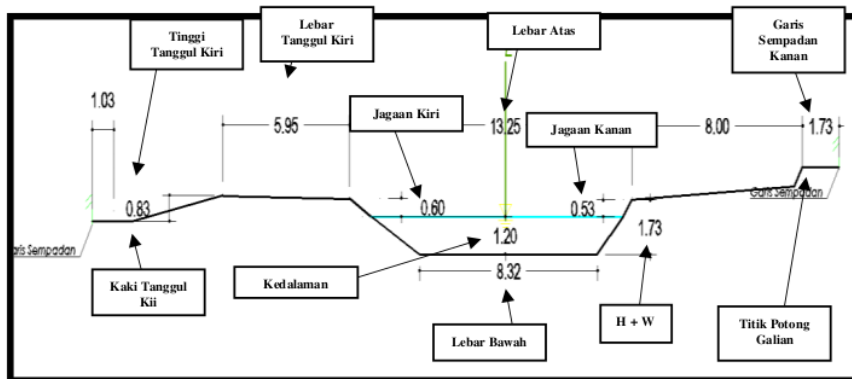 Tinggi
Tanggul Kiri
Lebar
Tanggul Kiri
Lebar Atas
Garis
Sempadan
Kanan
1.03
5.95
Jagaan Kiri
13.25
Jagaan Kanan
8.00
1.73
0.83
0.60
0.53
Garis Sempadan
1.20
1.73
Garis Sempadan
8.32
Kaki Tanggul
Kii
Kedalaman
Lebar Bawah
H + W
Titik Potong
Galian